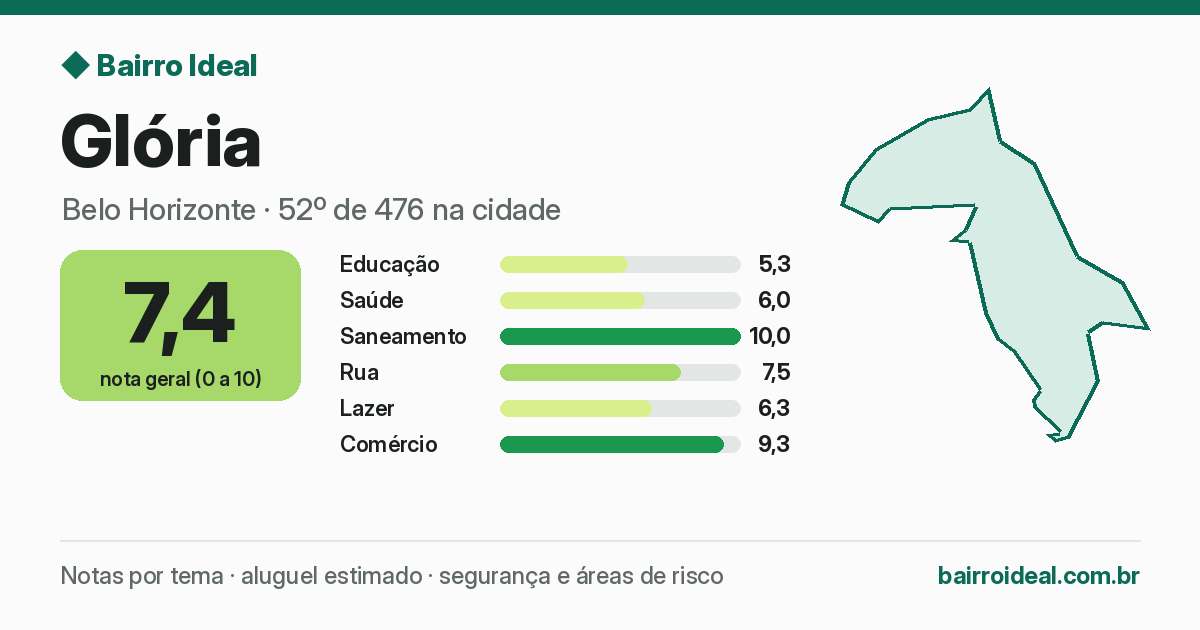 Bairro Ideal
Glória
Belo Horizonte · 52º de 476 na cidade
7,4
nota geral (0 a 10)
Educação 5,3
Saúde 6,0
Saneamento 10,0
Rua 7,5
Lazer 6,3
Comércio 9,3
Notas por tema · aluguel estimado · segurança e áreas de risco
bairroideal.com.br